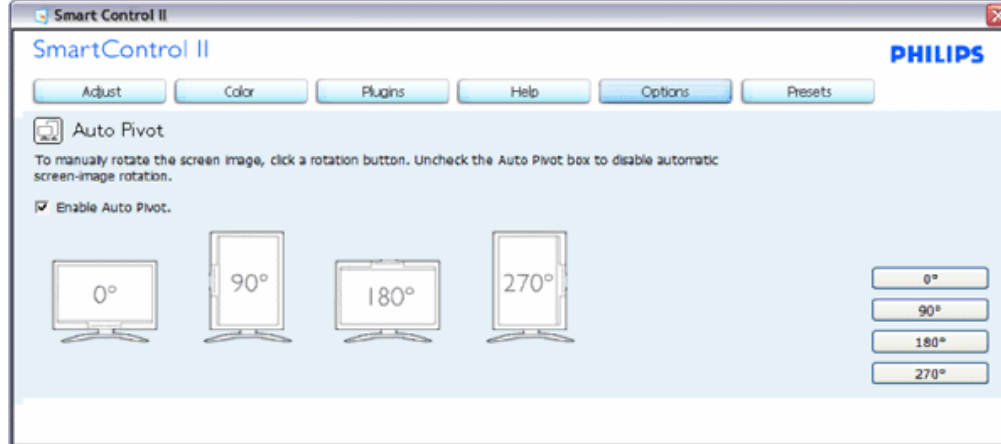 Smart Control II
SmartControl II
PHILIPS
Adjust Color Plugins Help Options Presets
Auto Pivot
To manually rotate the screen image, click a rotation button. Uncheck the Auto Pivot box to disable automatic
screen-image rotation.
Enable Auto Pivot.
0° 90° 180° 270°
0°
90°
180°
270°